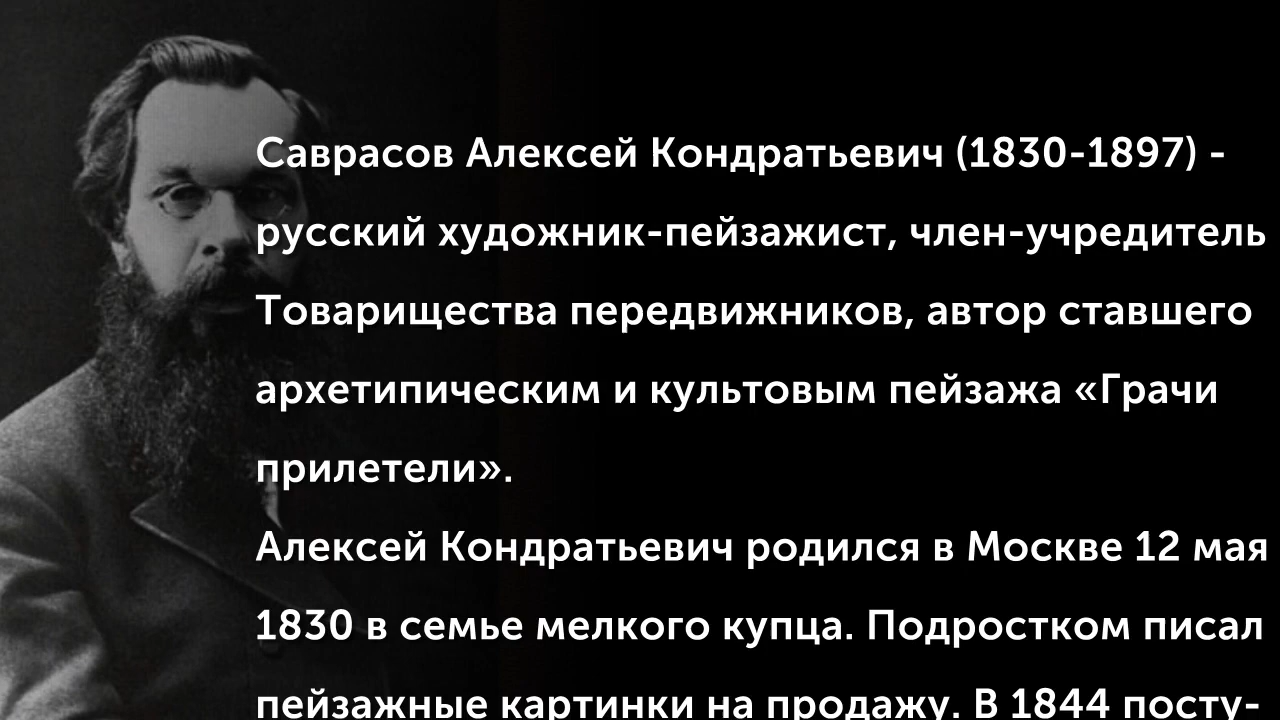 Саврасов Алексей Кондратьевич (1830-1897) -
русский художник-пейзажист, член-учредитель
Товарищества передвижников, автор ставшего
архетипическим и культовым пейзажа «Грачи
прилетели».
Алексей Кондратьевич родился в Москве 12 мая
1830 в семье мелкого купца. Подростком писал
пейзажные картинки на продажу. В 1844 посту-